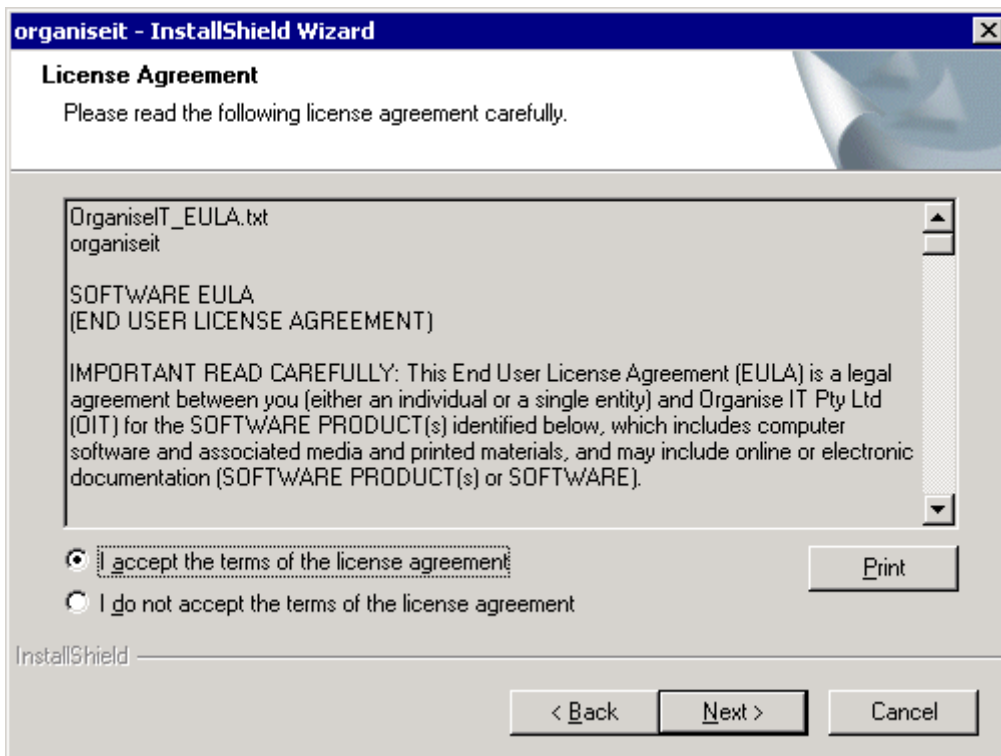 organiseit - InstallShield Wizard
License Agreement
Please read the following license agreement carefully.
OrganiseIT_EULA.txt
organiseit
SOFTWARE EULA
(END USER LICENSE AGREEMENT)
IMPORTANT READ CAREFULLY: This End User License Agreement (EULA) is a legal
agreement between you (either an individual or a single entity) and Organise IT Pty Ltd
(OIT) for the SOFTWARE PRODUCT(s) identified below, which includes computer
software and associated media and printed materials, and may include online or electronic
documentation (SOFTWARE PRODUCT(s) or SOFTWARE).
I accept the terms of the license agreement
Print
I do not accept the terms of the license agreement
InstallShield
< Back
Next >
Cancel